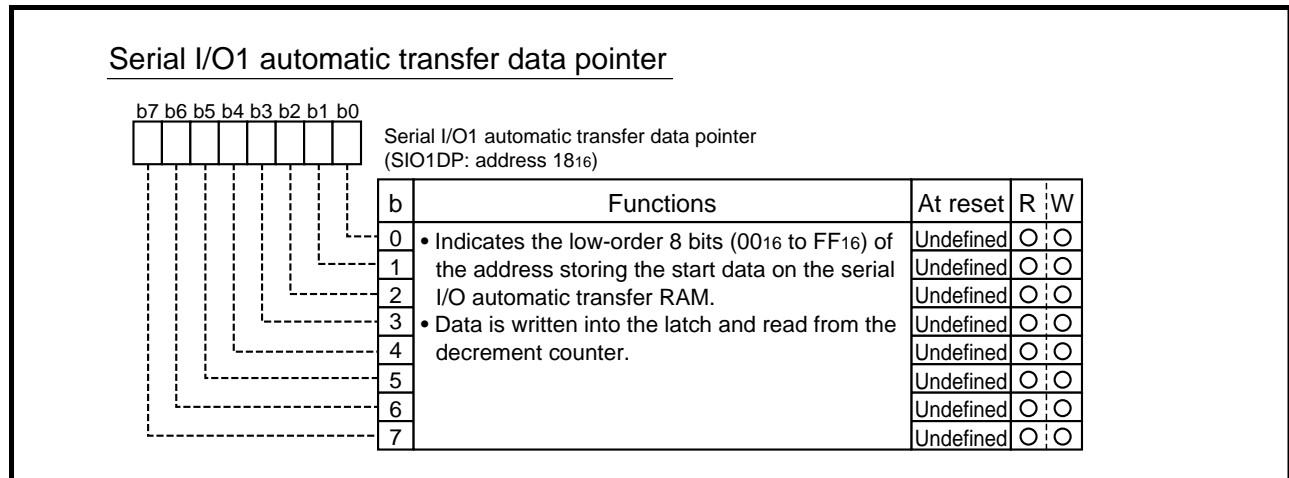 Serial I/O1 automatic transfer data pointer
b7 b6 b5 b4 b3 b2 b1 b0
Serial I/O1 automatic transfer data pointer
(SIO1DP: address 1816)
b Functions At reset R W
0 • Indicates the low-order 8 bits (0016 to FF16) of Undefined O O
1 the address storing the start data on the serial Undefined O O
2 I/O automatic transfer RAM. Undefined O O
3 • Data is written into the latch and read from the Undefined O O
4 decrement counter. Undefined O O
5 Undefined O O
6 Undefined O O
7 Undefined O O